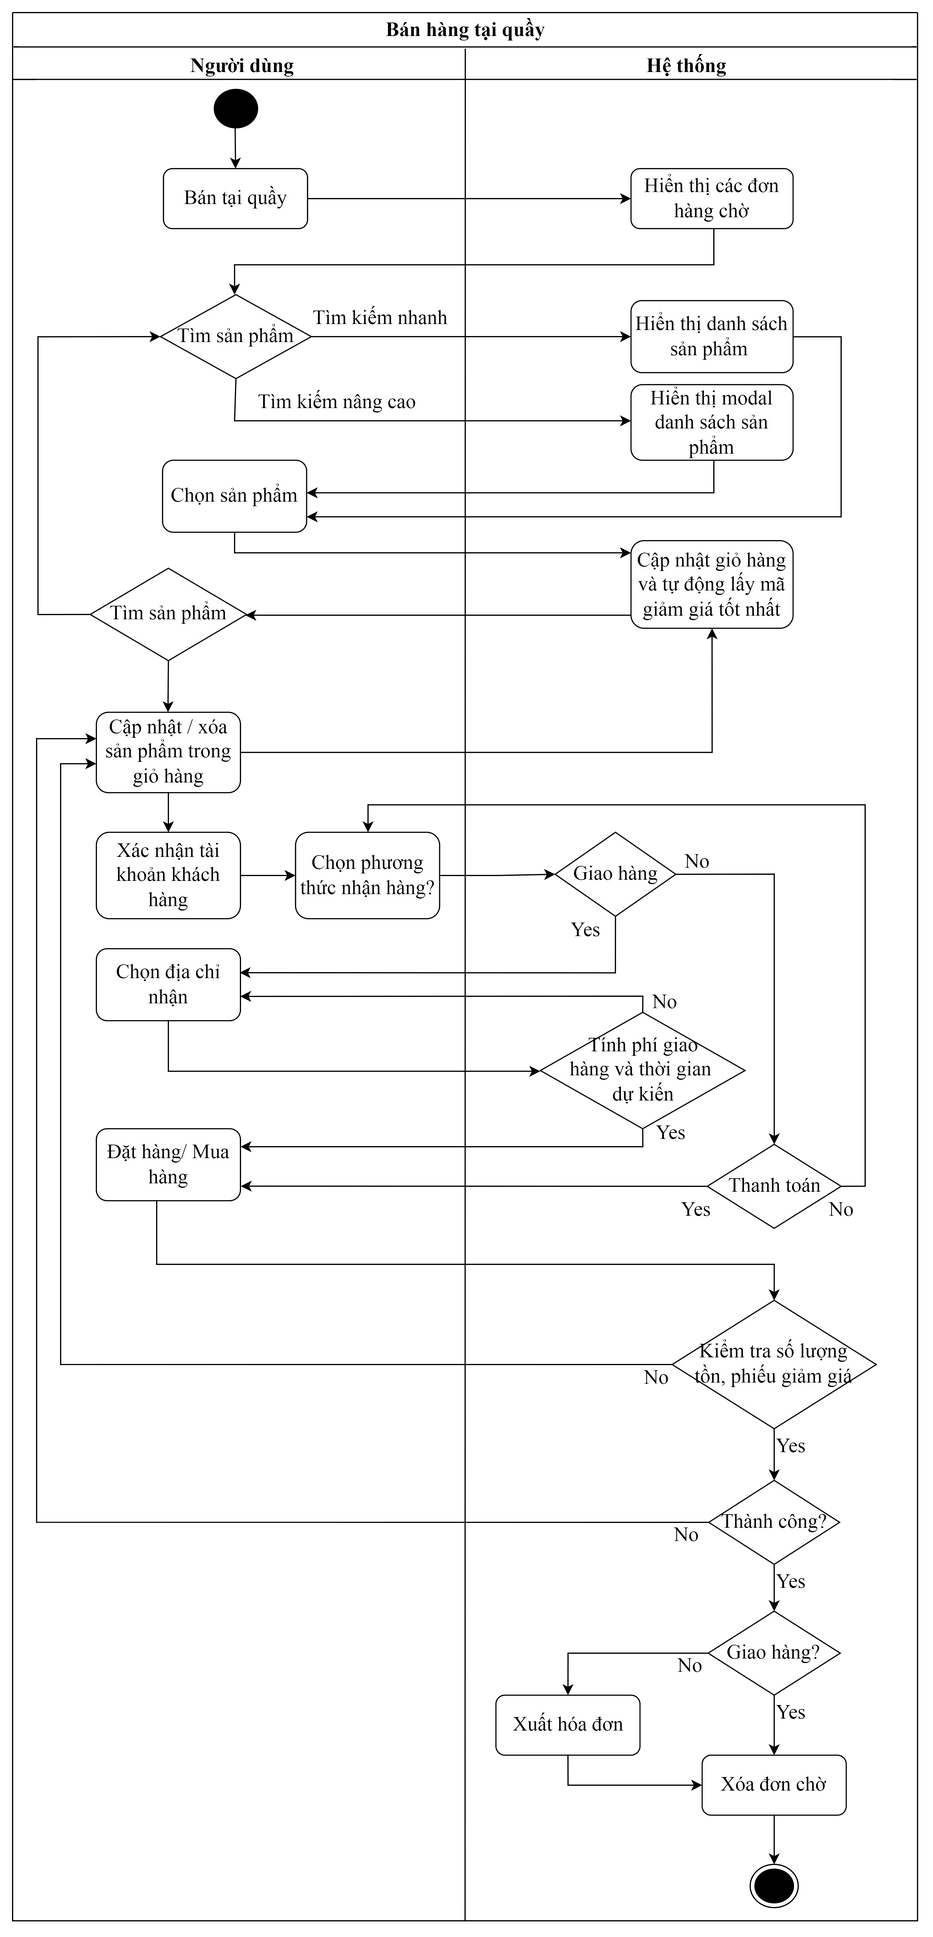 Bán hàng tại quầy
Người dùng
Hệ thống
Bán tại quầy
Hiển thị các đơn
hàng chờ
Tìm sản phẩm
Tìm kiếm nhanh
Hiển thị danh sách
sản phẩm
Tìm kiếm nâng cao
Hiển thị modal
danh sách sản
phẩm
Chọn sản phẩm
Cập nhật giỏ hàng
và tự động lấy mã
giảm giá tốt nhất
Tìm sản phẩm
Cập nhật / xóa
sản phẩm trong
giỏ hàng
Xác nhận tài
khoản khách
hàng
Chọn phương
thức nhận hàng?
Giao hàng
No
Yes
Chọn địa chỉ
nhận
No
Tính phí giao
hàng và thời gian
dự kiến
Yes
Đặt hàng/ Mua
hàng
Thanh toán
Yes
No
Kiểm tra số lượng
tồn, phiếu giảm giá
No
Yes
Thành công?
No
Yes
Giao hàng?
No
Yes
Xuất hóa đơn
Xóa đơn chờ